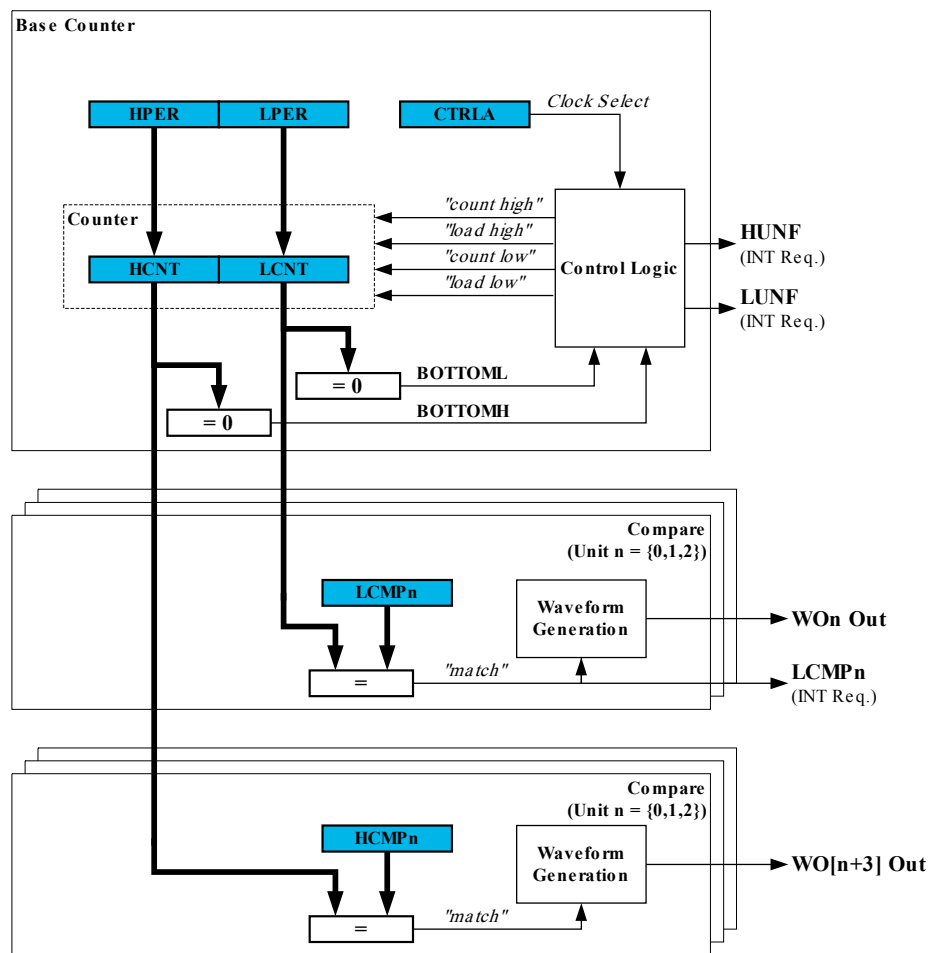 Base Counter
HPER LPER CTRLA Clock Select
Counter
"count high"
"load high"
"count low"
"load low"
HCNT LCNT
Control Logic
HUNF
(INT Req.)
LUNF
(INT Req.)
= 0 BOTTOML
= 0 BOTTOMH
Compare
(Unit n = {0,1,2})
LCMPn
Waveform
Generation
WOn Out
= "match"
LCMPn
(INT Req.)
Compare
(Unit n = {0,1,2})
HCMPn
Waveform
Generation
WO[n+3] Out
= "match"